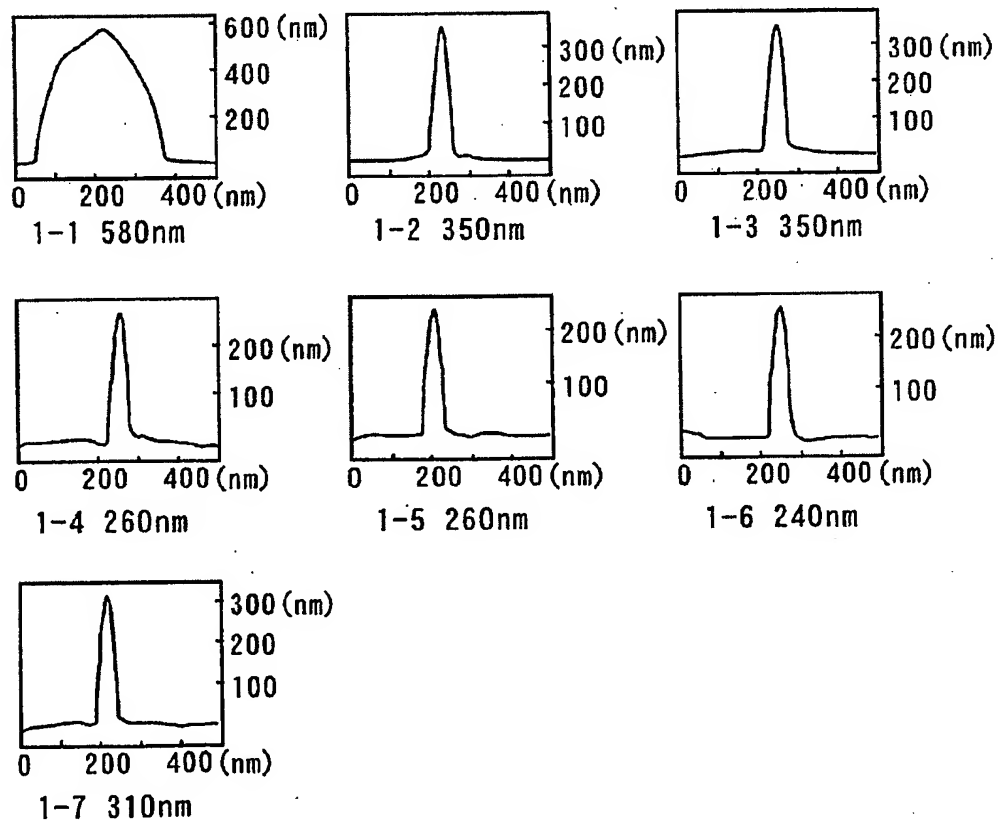 600 (nm)
400
200
0 200 400 (nm)
1-1 580nm
300 (nm)
200
100
0 200 400 (nm)
1-2 350nm
300 (nm)
200
100
0 200 400 (nm)
1-3 350nm
200 (nm)
100
0 200 400 (nm)
1-4 260nm
200 (nm)
100
0 200 400 (nm)
1-5 260nm
200 (nm)
100
0 200 400 (nm)
1-6 240nm
300 (nm)
200
100
0 200 400 (nm)
1-7 310nm